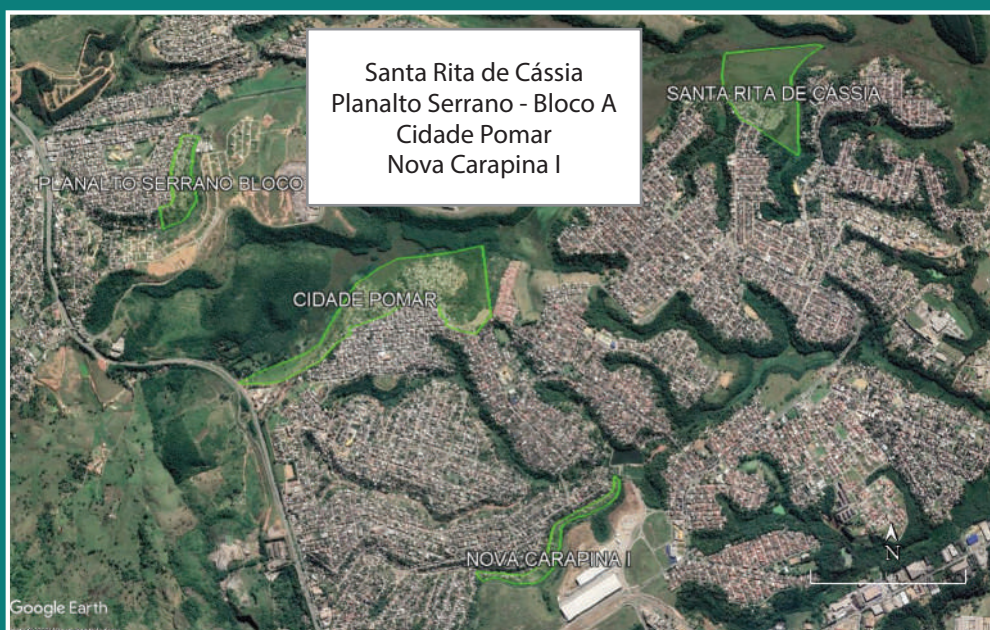 Santa Rita de Cássia
Planalto Serrano - Bloco A
Cidade Pomar
Nova Carapina I
SANTA RITA DE CÁSSIA
PLANALTO SERRANO BLOCO
CIDADE POMAR
NOVA CARAPINA I
N
Google Earth